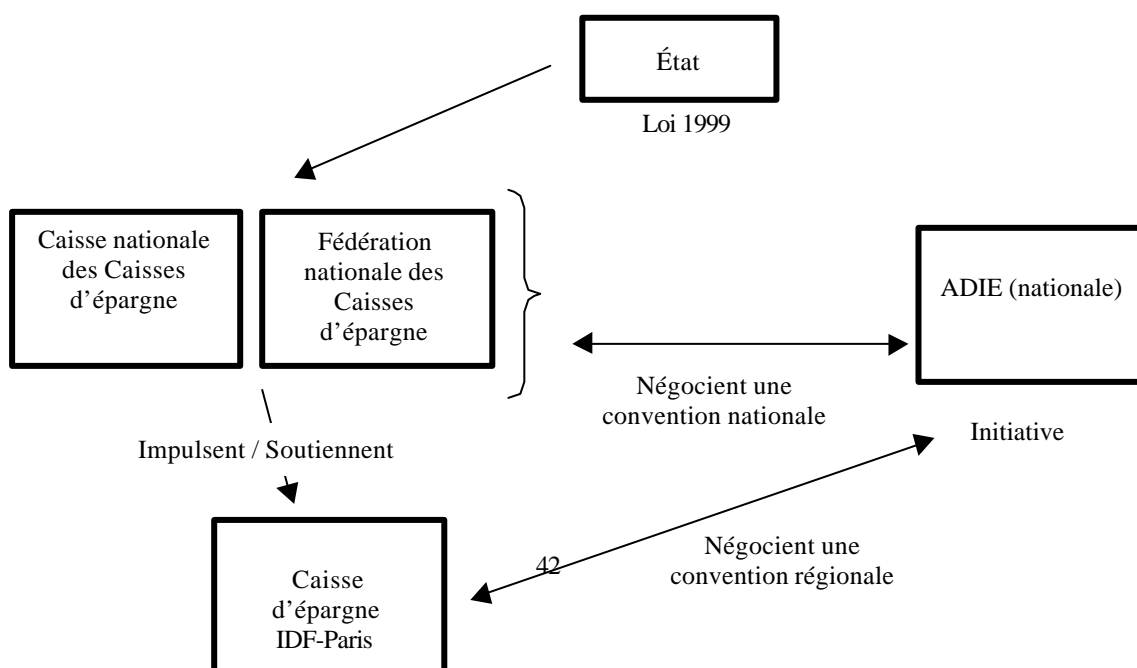 État
Loi 1999
Caisse nationale
des Caisses
d’épargne
Fédération
nationale des
Caisses
d’épargne
ADIE (nationale)
Négocient une
convention nationale
Initiative
Impulsent / Soutiennent
Négocient une
convention régionale
42
Caisse
d’épargne
IDF-Paris